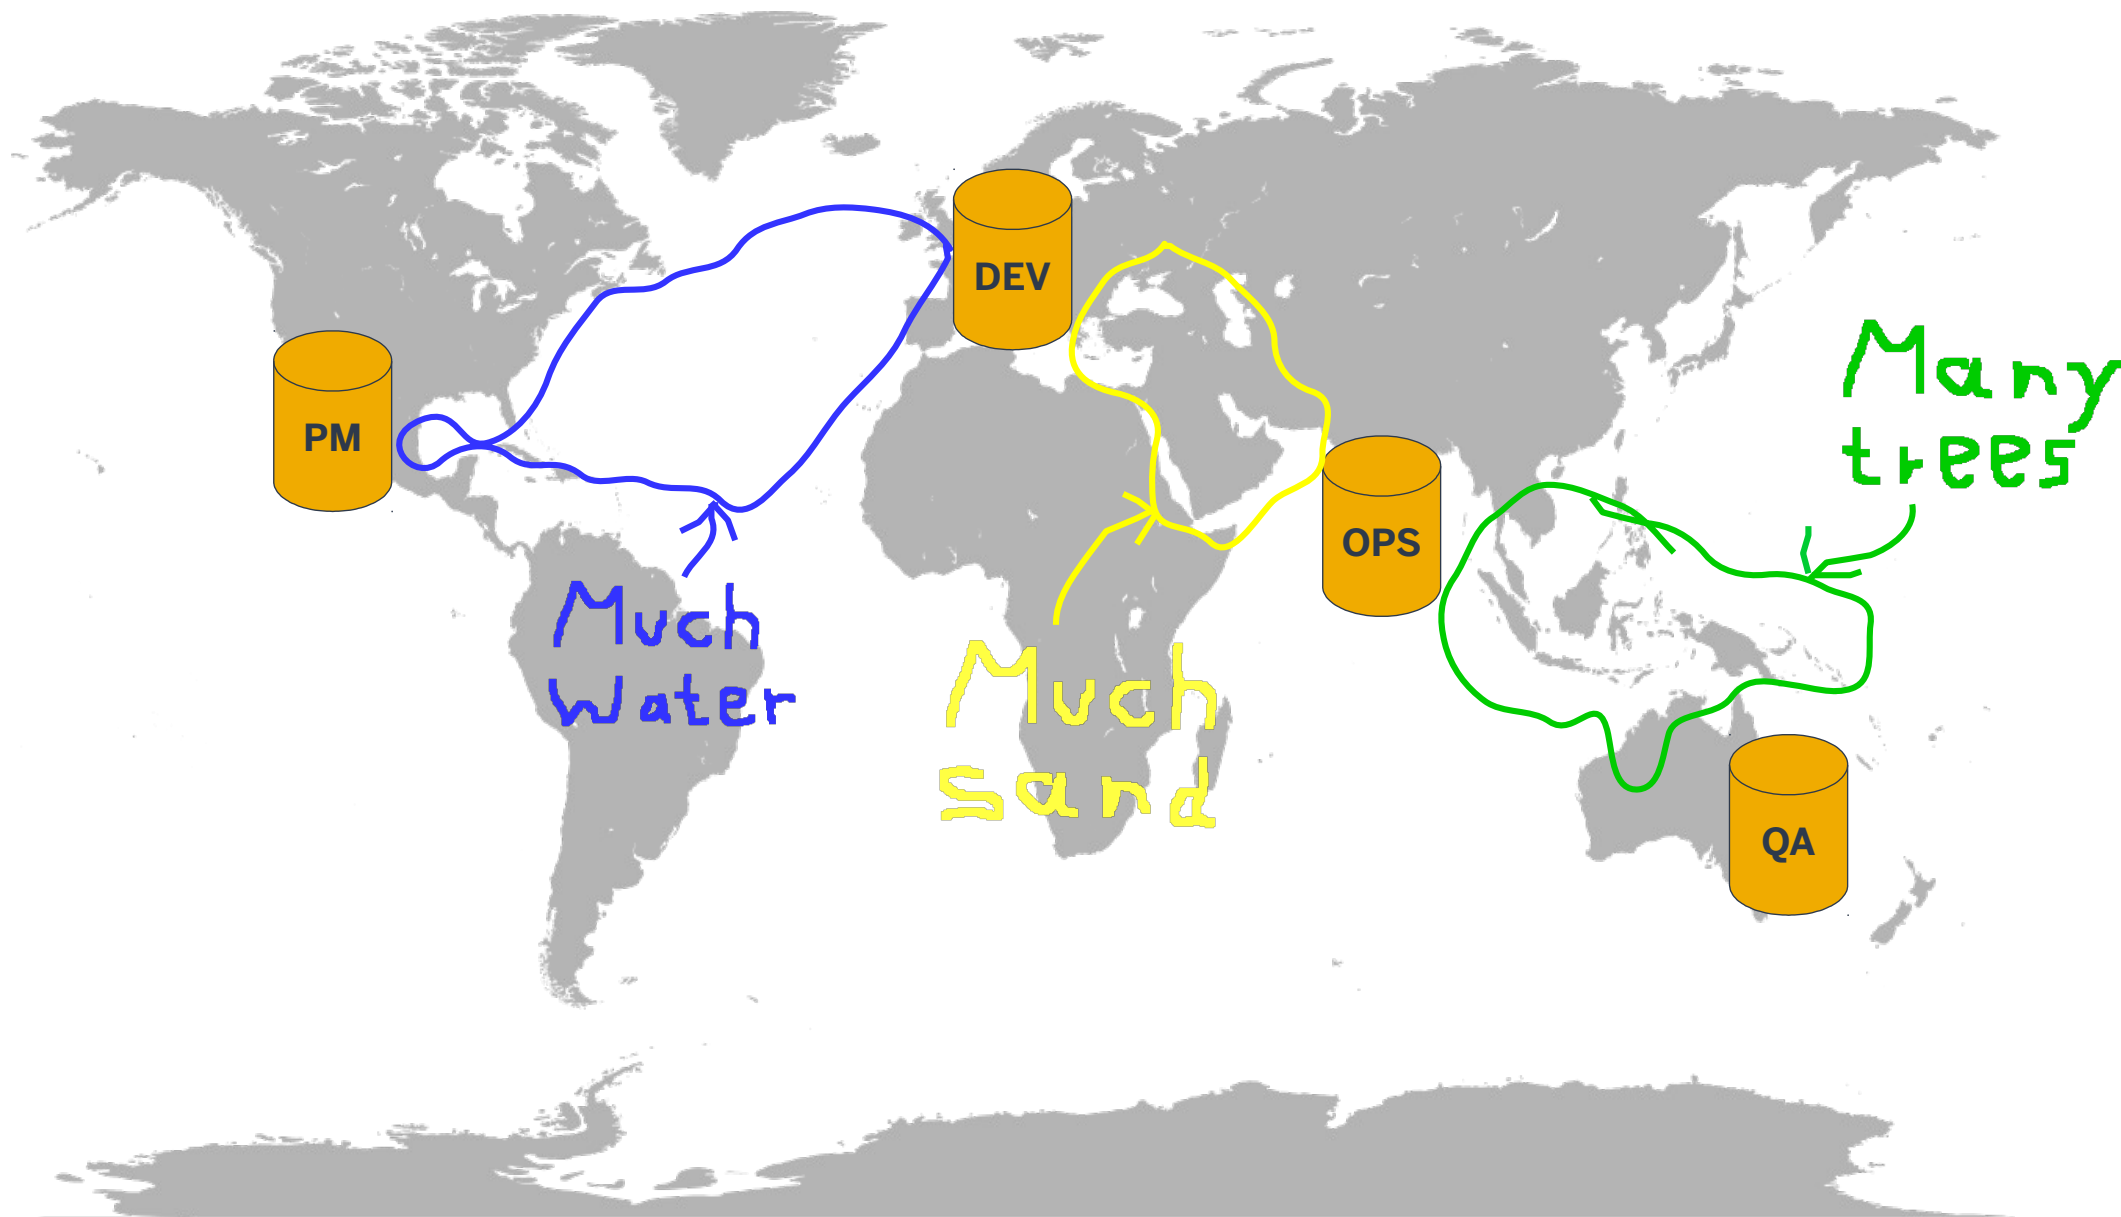 DEV
PM
Many
trees
OPS
Much
water
Much
sand
QA